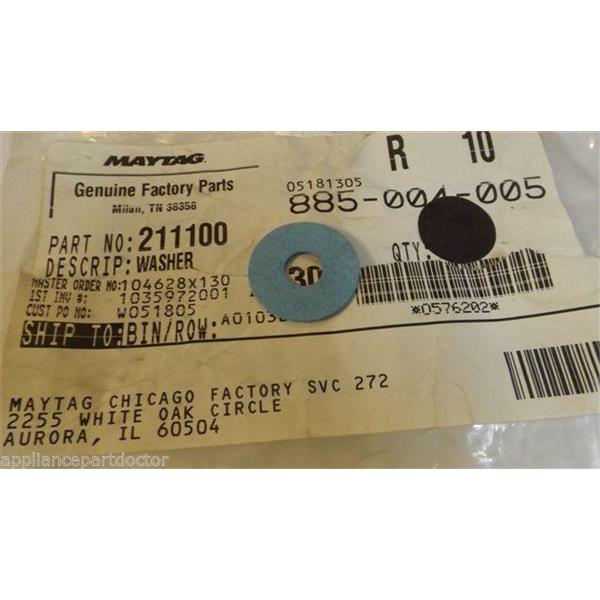 MAYTAG
R 10
Genuine Factory Parts
Milan, TN 38358
05181305
885-004-005
PART NO: 211100
DESCRIP: WASHER
QTY:
30
MASTER ORDER NO: 104628X130
1ST INV #: 1035972001
CUST PO NO: W051805
*0576202*
SHIP TO: BIN/ROW:
MAYTAG CHICAGO FACTORY SVC 272
2255 WHITE OAK CIRCLE
AURORA, IL 60504
appliancepartdoctor